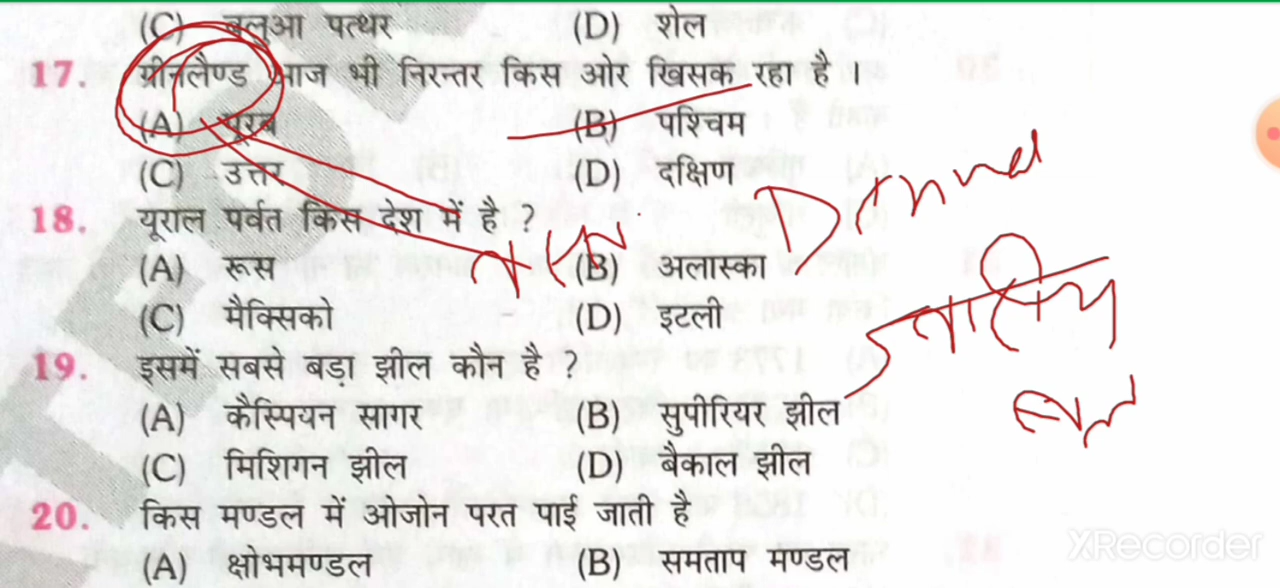 (C) बलुआ पत्थर (D) शेल
17. ग्रीनलैण्ड आज भी निरन्तर किस ओर खिसक रहा है ।
(A) पूरब (B) पश्चिम
(C) उत्तर (D) दक्षिण
18. यूराल पर्वत किस देश में है ?
(A) रूस (B) अलास्का
(C) मैक्सिको (D) इटली
19. इसमें सबसे बड़ा झील कौन है ?
(A) कैस्पियन सागर (B) सुपीरियर झील
(C) मिशिगन झील (D) बैकाल झील
20. किस मण्डल में ओजोन परत पाई जाती है
(A) क्षोभमण्डल (B) समताप मण्डल
XRecorder